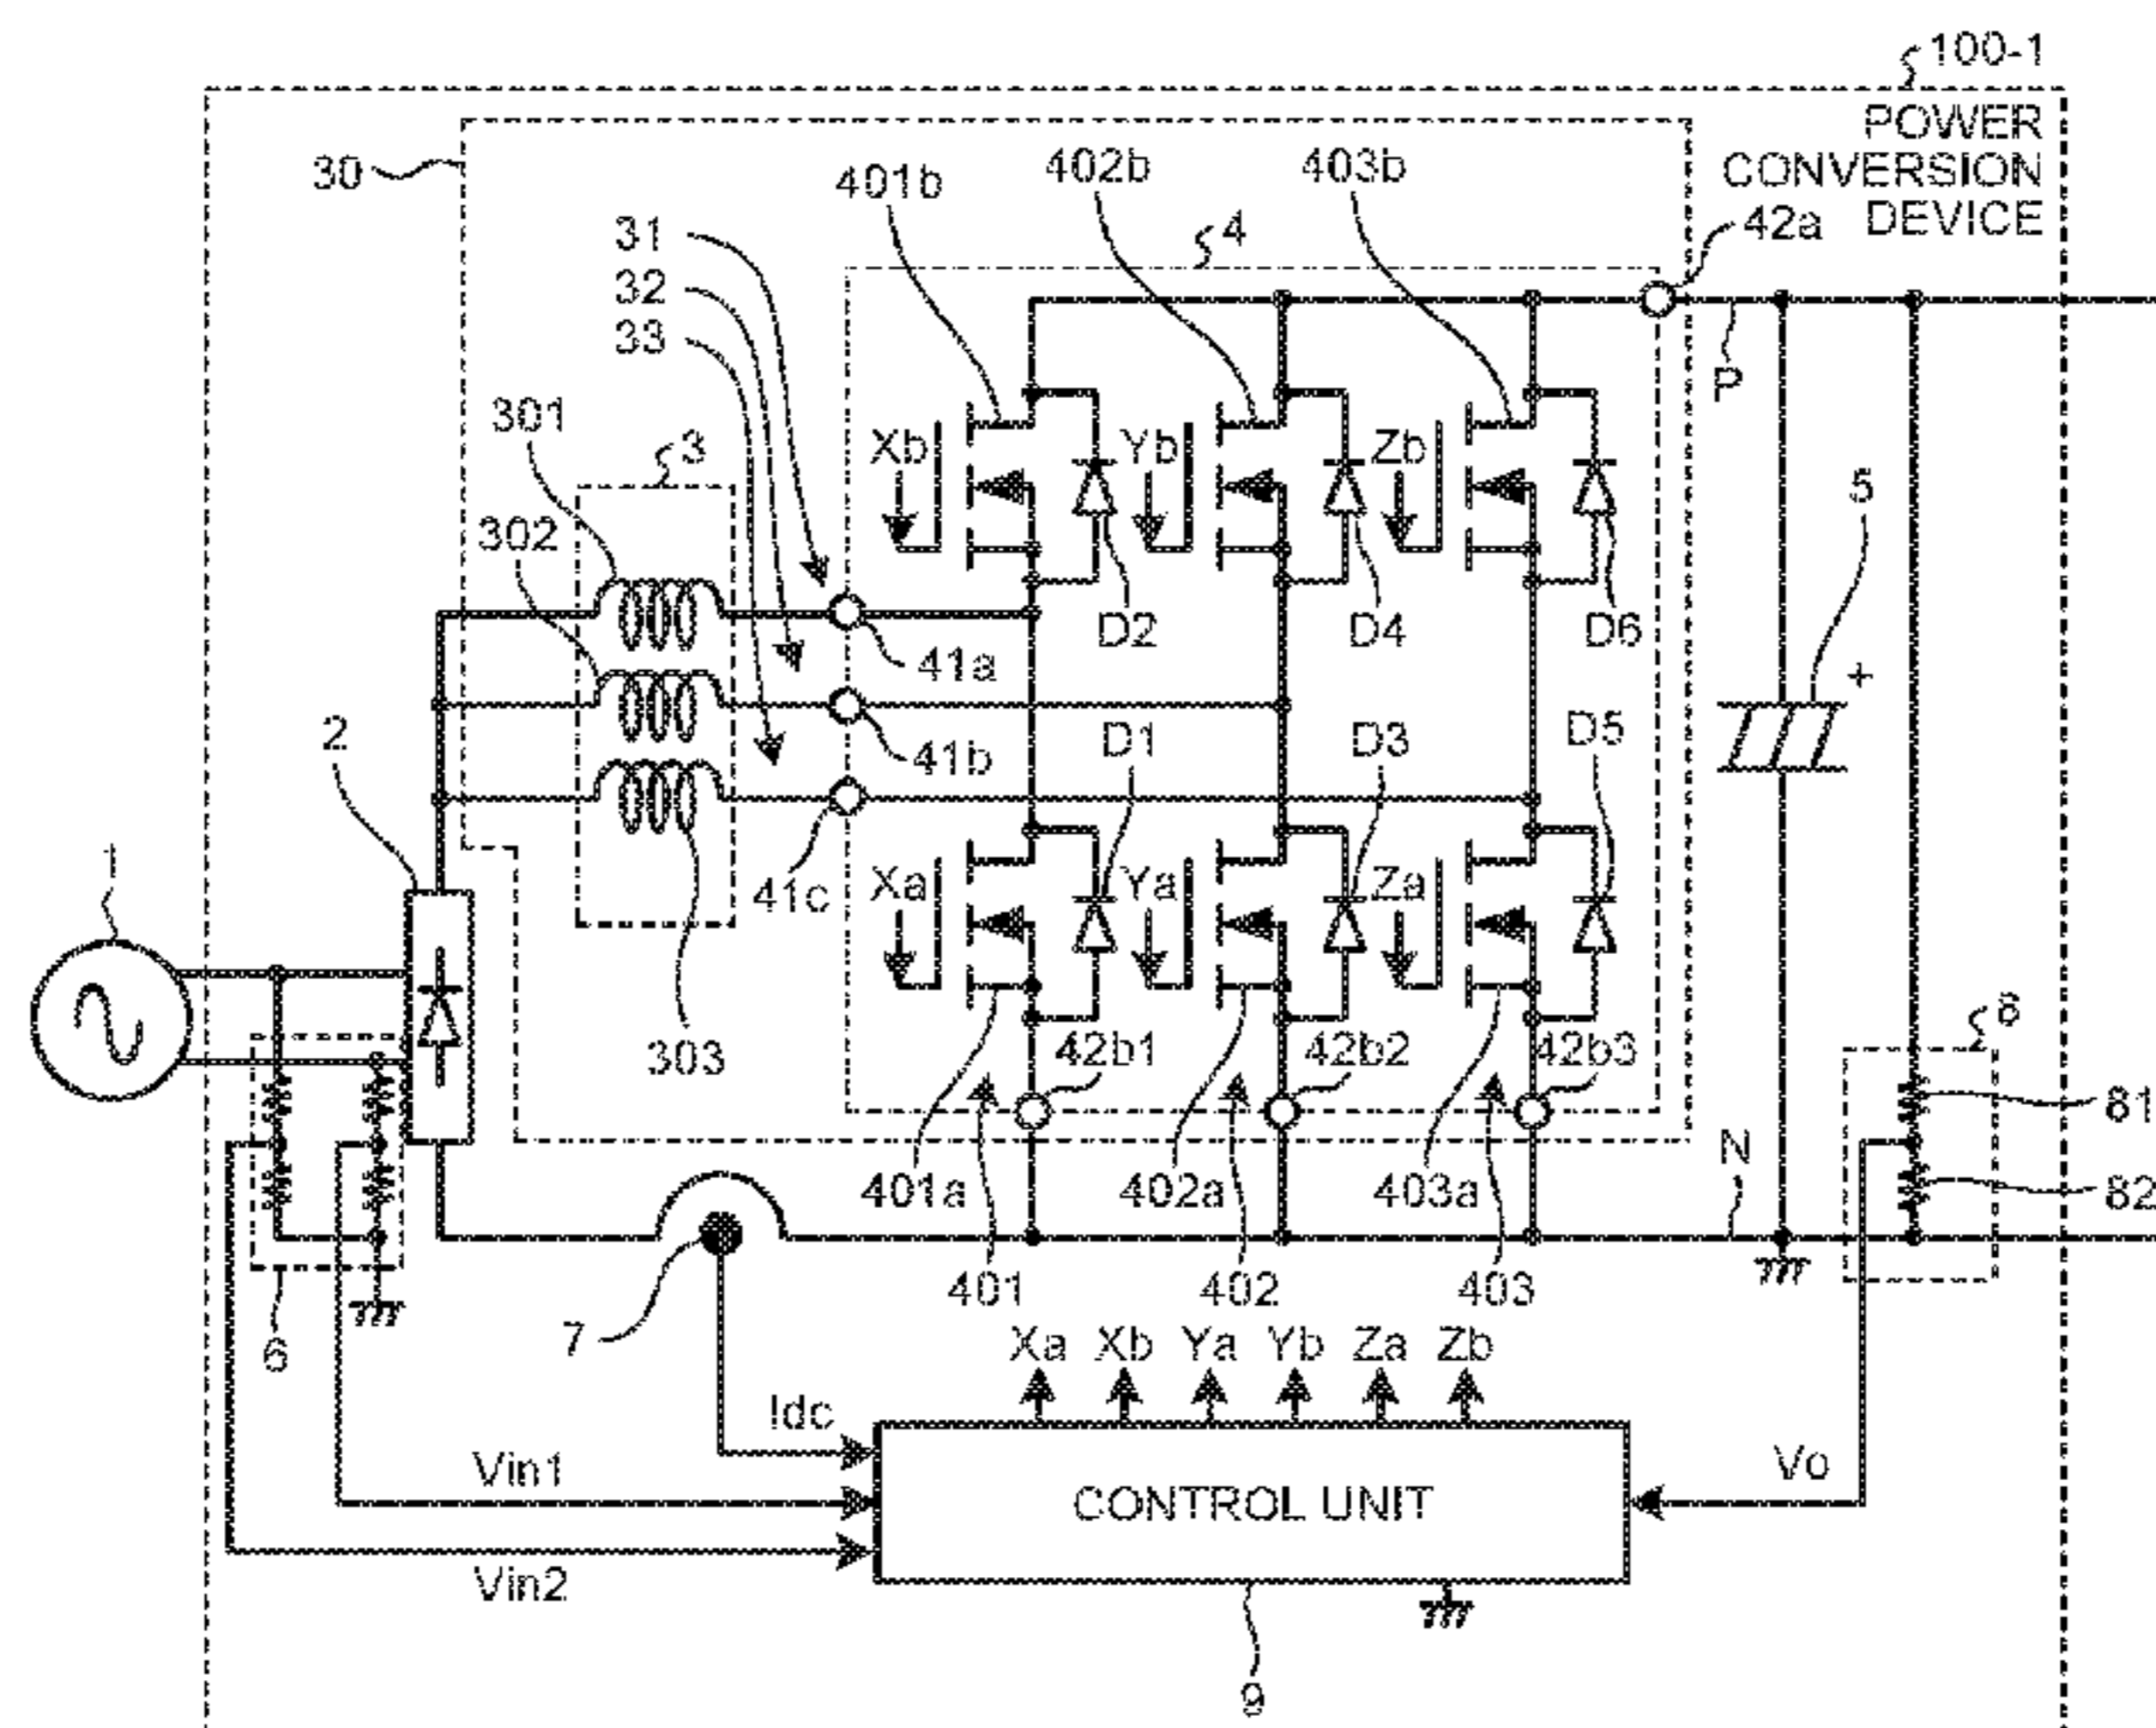 100-1
POWER
CONVERSION
DEVICE
30
401b
402b
403b
4
42a
31
32
33
P
301
3
Xb
Yb
Zb
5
302
+
D2
D4
D6
41a
2
41b
D1
D3
D5
1
41c
Xa
Ya
Za
303
42b1
42b2
42b3
8
81
N
401a
402a
403a
82
401
402
403
6
7
Xa Xb Ya Yb Za Zb
Idc
Vin1
CONTROL UNIT
Vo
Vin2
9